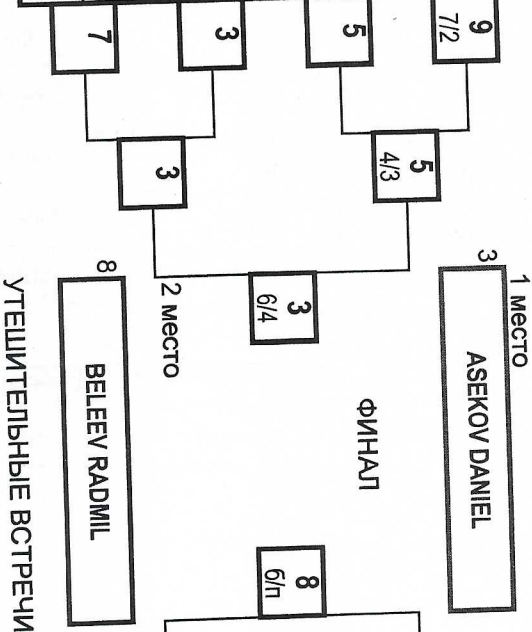 1 место
9
7/2
3
ASEKOV DANIEL
5
4/3
5
ФИНАЛ
3
6/4
8
б/п
3
2 место
3
8
BELEEV RADMIL
7
УТЕШИТЕЛЬНЫЕ ВСТРЕЧИ